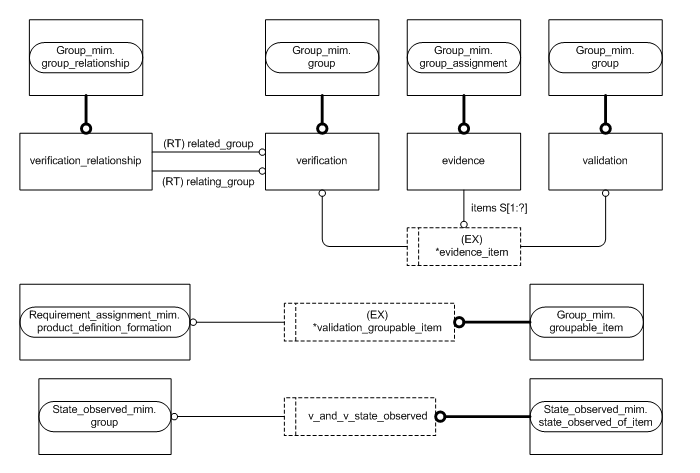 Group_mim.
group_relationship
Group_mim.
group
Group_mim.
group_assignment
Group_mim.
group
verification_relationship
(RT) related_group
(RT) relating_group
verification
evidence
validation
items S[1:?]
(EX)
*evidence_item
Requirement_assignment_mim.
product_definition_formation
(EX)
*validation_groupable_item
Group_mim.
groupable_item
State_observed_mim.
group
v_and_v_state_observed
State_observed_mim.
state_observed_of_item